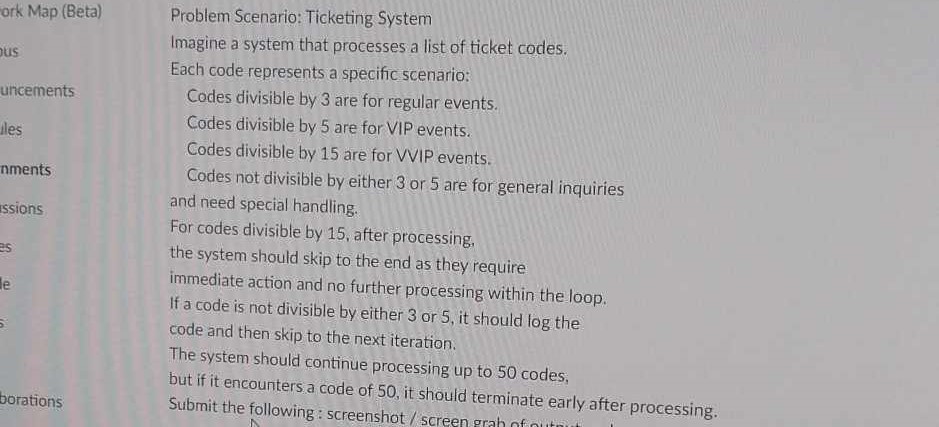 ork Map (Beta)
Problem Scenario: Ticketing System
Imagine a system that processes a list of ticket codes.
Each code represents a specific scenario:
Codes divisible by 3 are for regular events.
Codes divisible by 5 are for VIP events.
Codes divisible by 15 are for VVIP events.
Codes not divisible by either 3 or 5 are for general inquiries
and need special handling.
For codes divisible by 15, after processing,
the system should skip to the end as they require
immediate action and no further processing within the loop.
If a code is not divisible by either 3 or 5, it should log the
code and then skip to the next iteration.
The system should continue processing up to 50 codes,
but if it encounters a code of 50, it should terminate early after processing.
Submit the following : screenshot / screen grab of
ous
uncements
ules
nments
ussions
es
le
s
borations